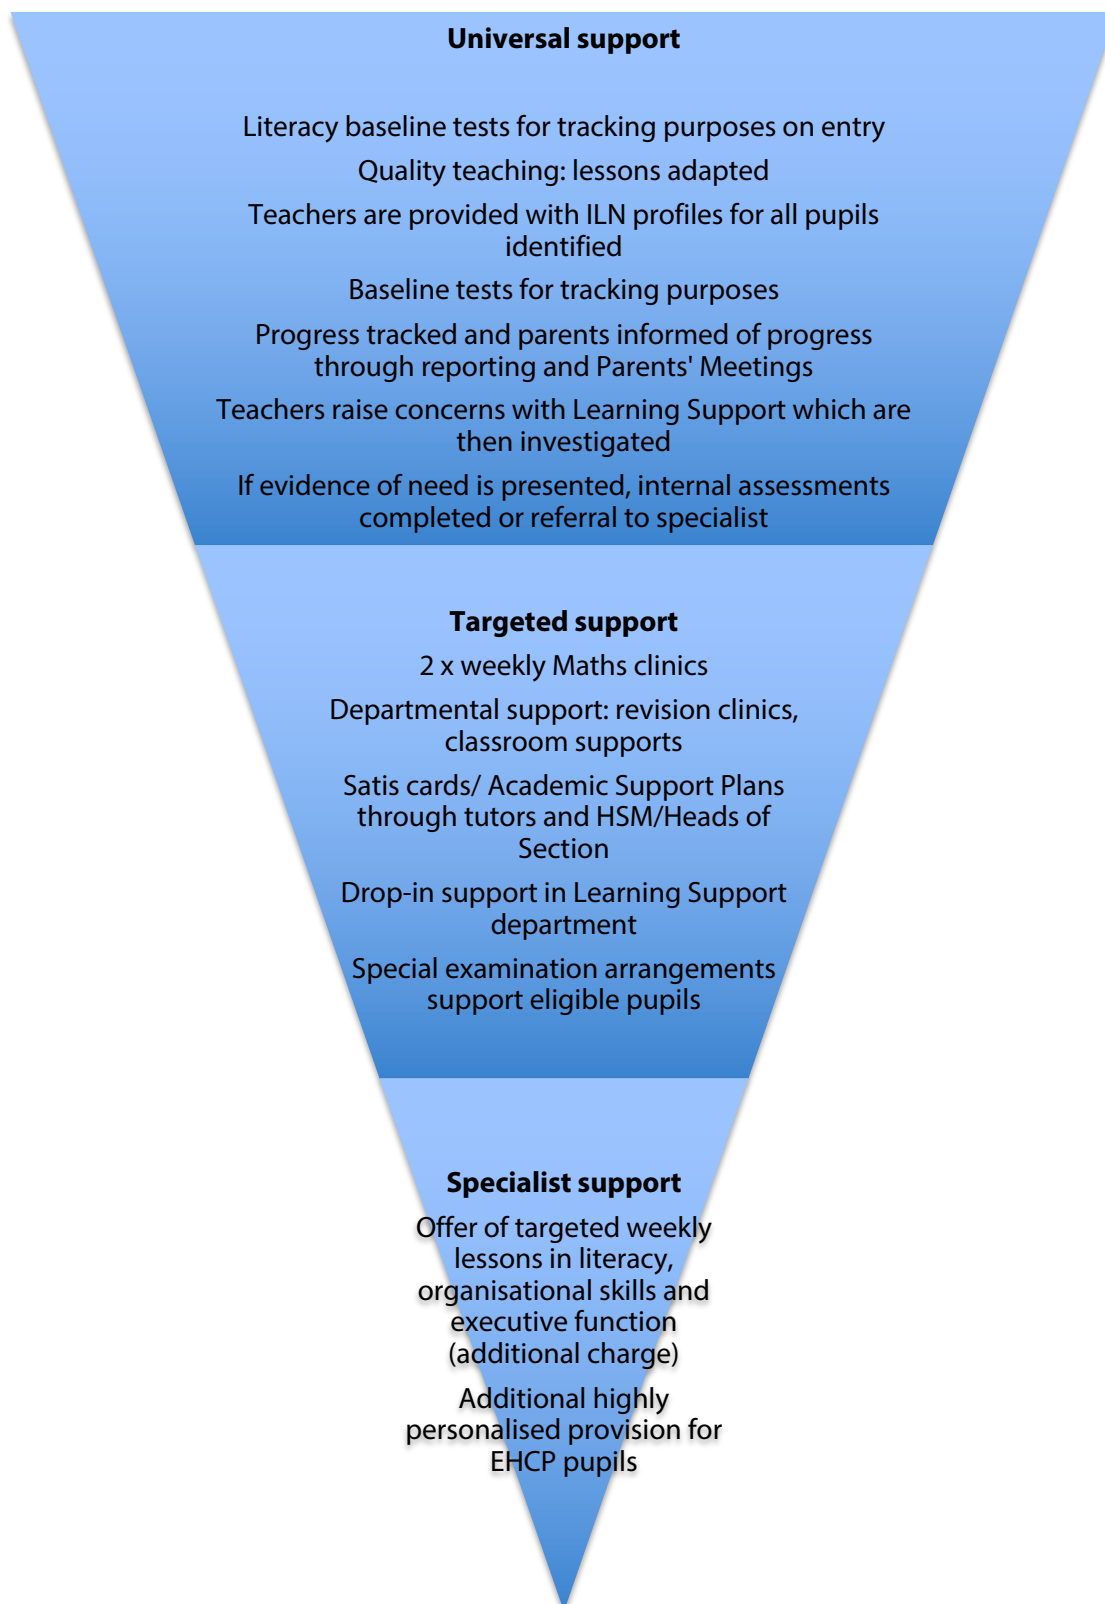 Universal support
Literacy baseline tests for tracking purposes on entry
Quality teaching: lessons adapted
Teachers are provided with ILN profiles for all pupils
identified
Baseline tests for tracking purposes
Progress tracked and parents informed of progress
through reporting and Parents' Meetings
Teachers raise concerns with Learning Support which are
then investigated
If evidence of need is presented, internal assessments
completed or referral to specialist
Targeted support
2 x weekly Maths clinics
Departmental support: revision clinics,
classroom supports
Satis cards/ Academic Support Plans
through tutors and HSM/Heads of
Section
Drop-in support in Learning Support
department
Special examination arrangements
support eligible pupils
Specialist support
Offer of targeted weekly
lessons in literacy,
organisational skills and
executive function
(additional charge)
Additional highly
personalised provision for
EHCP pupils